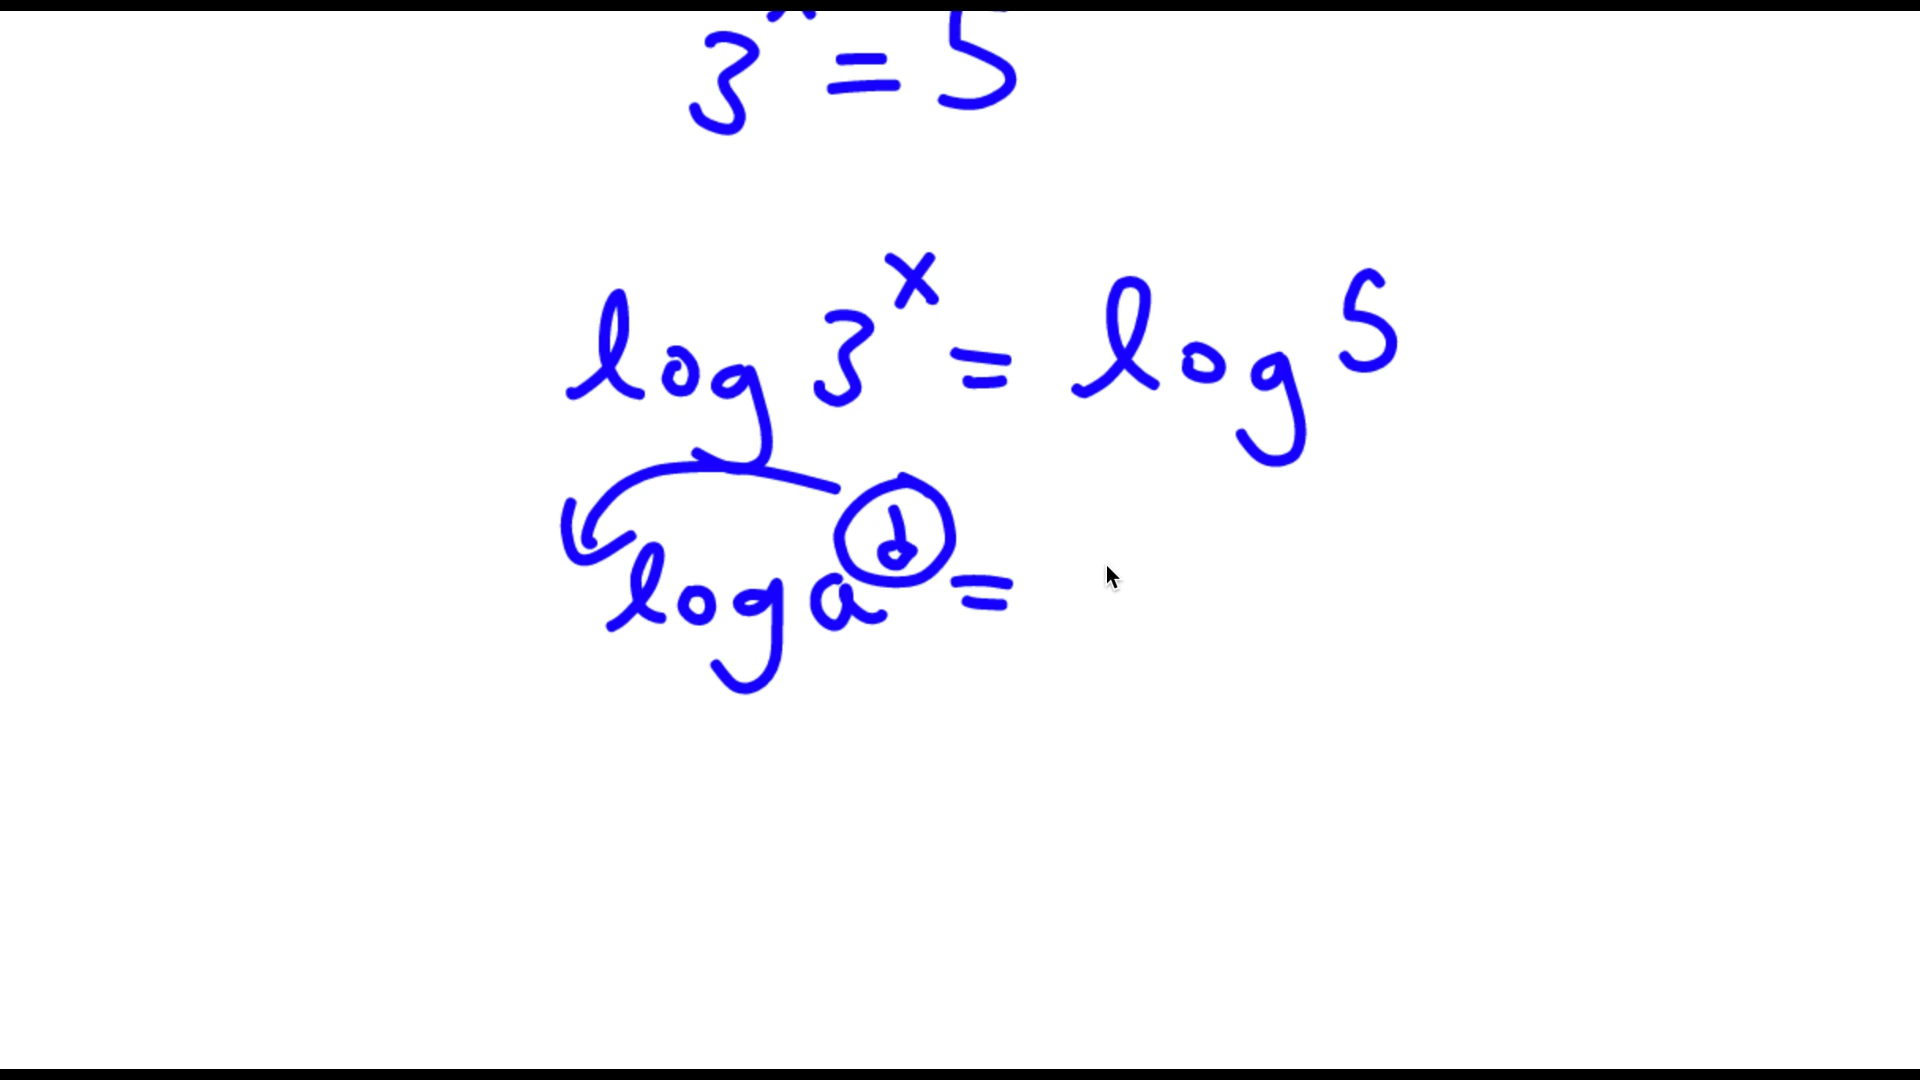 3^x = 5
log 3^x = log 5
log a^b =